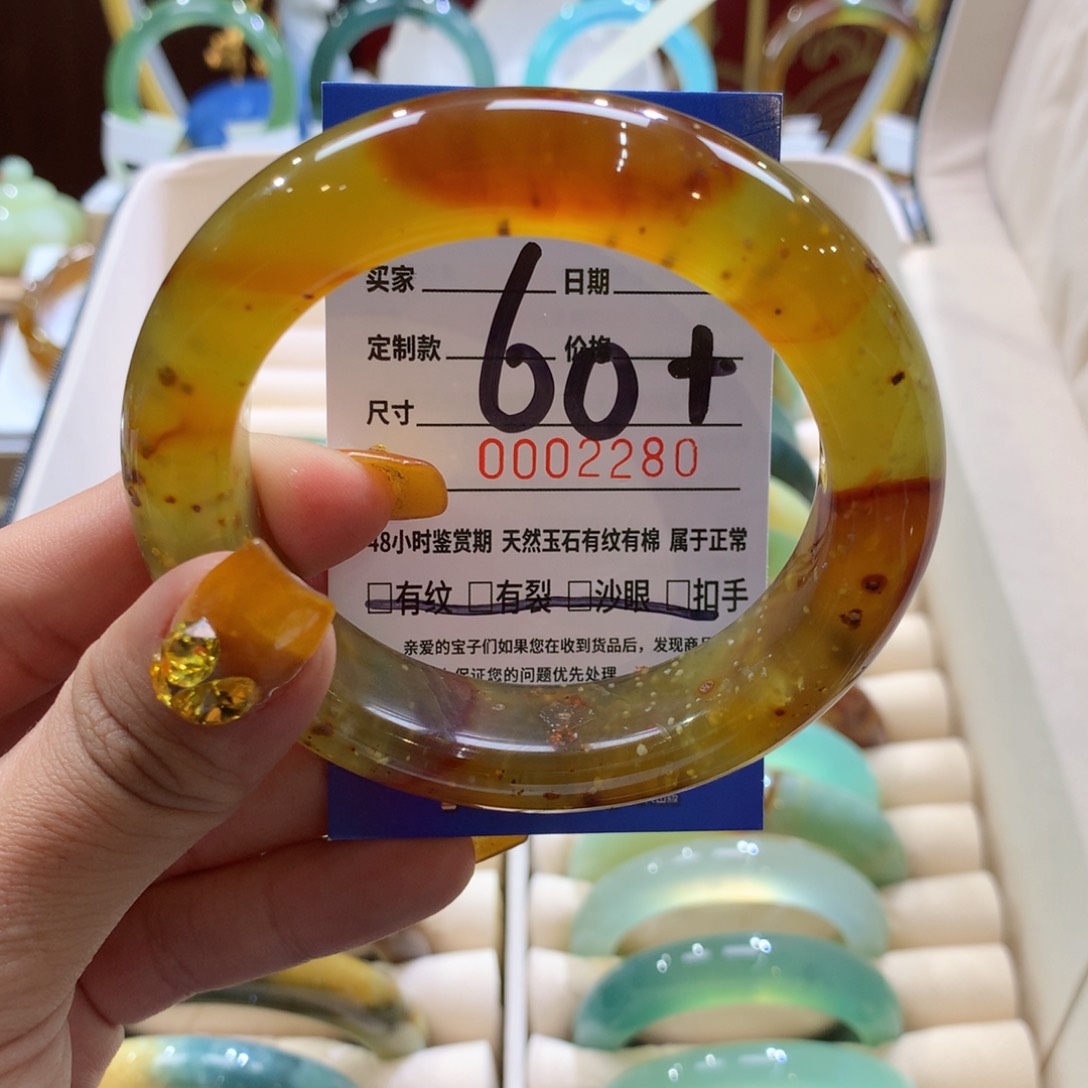 买家 日期
定制款 价格
尺寸
60+
0002280
48小时鉴赏期 天然玉石有纹有棉 属于正常
□有纹 □有裂 □沙眼 □扣手
亲爱的宝子们如果您在收到货品后，发现商品
保证您的问题优先处理